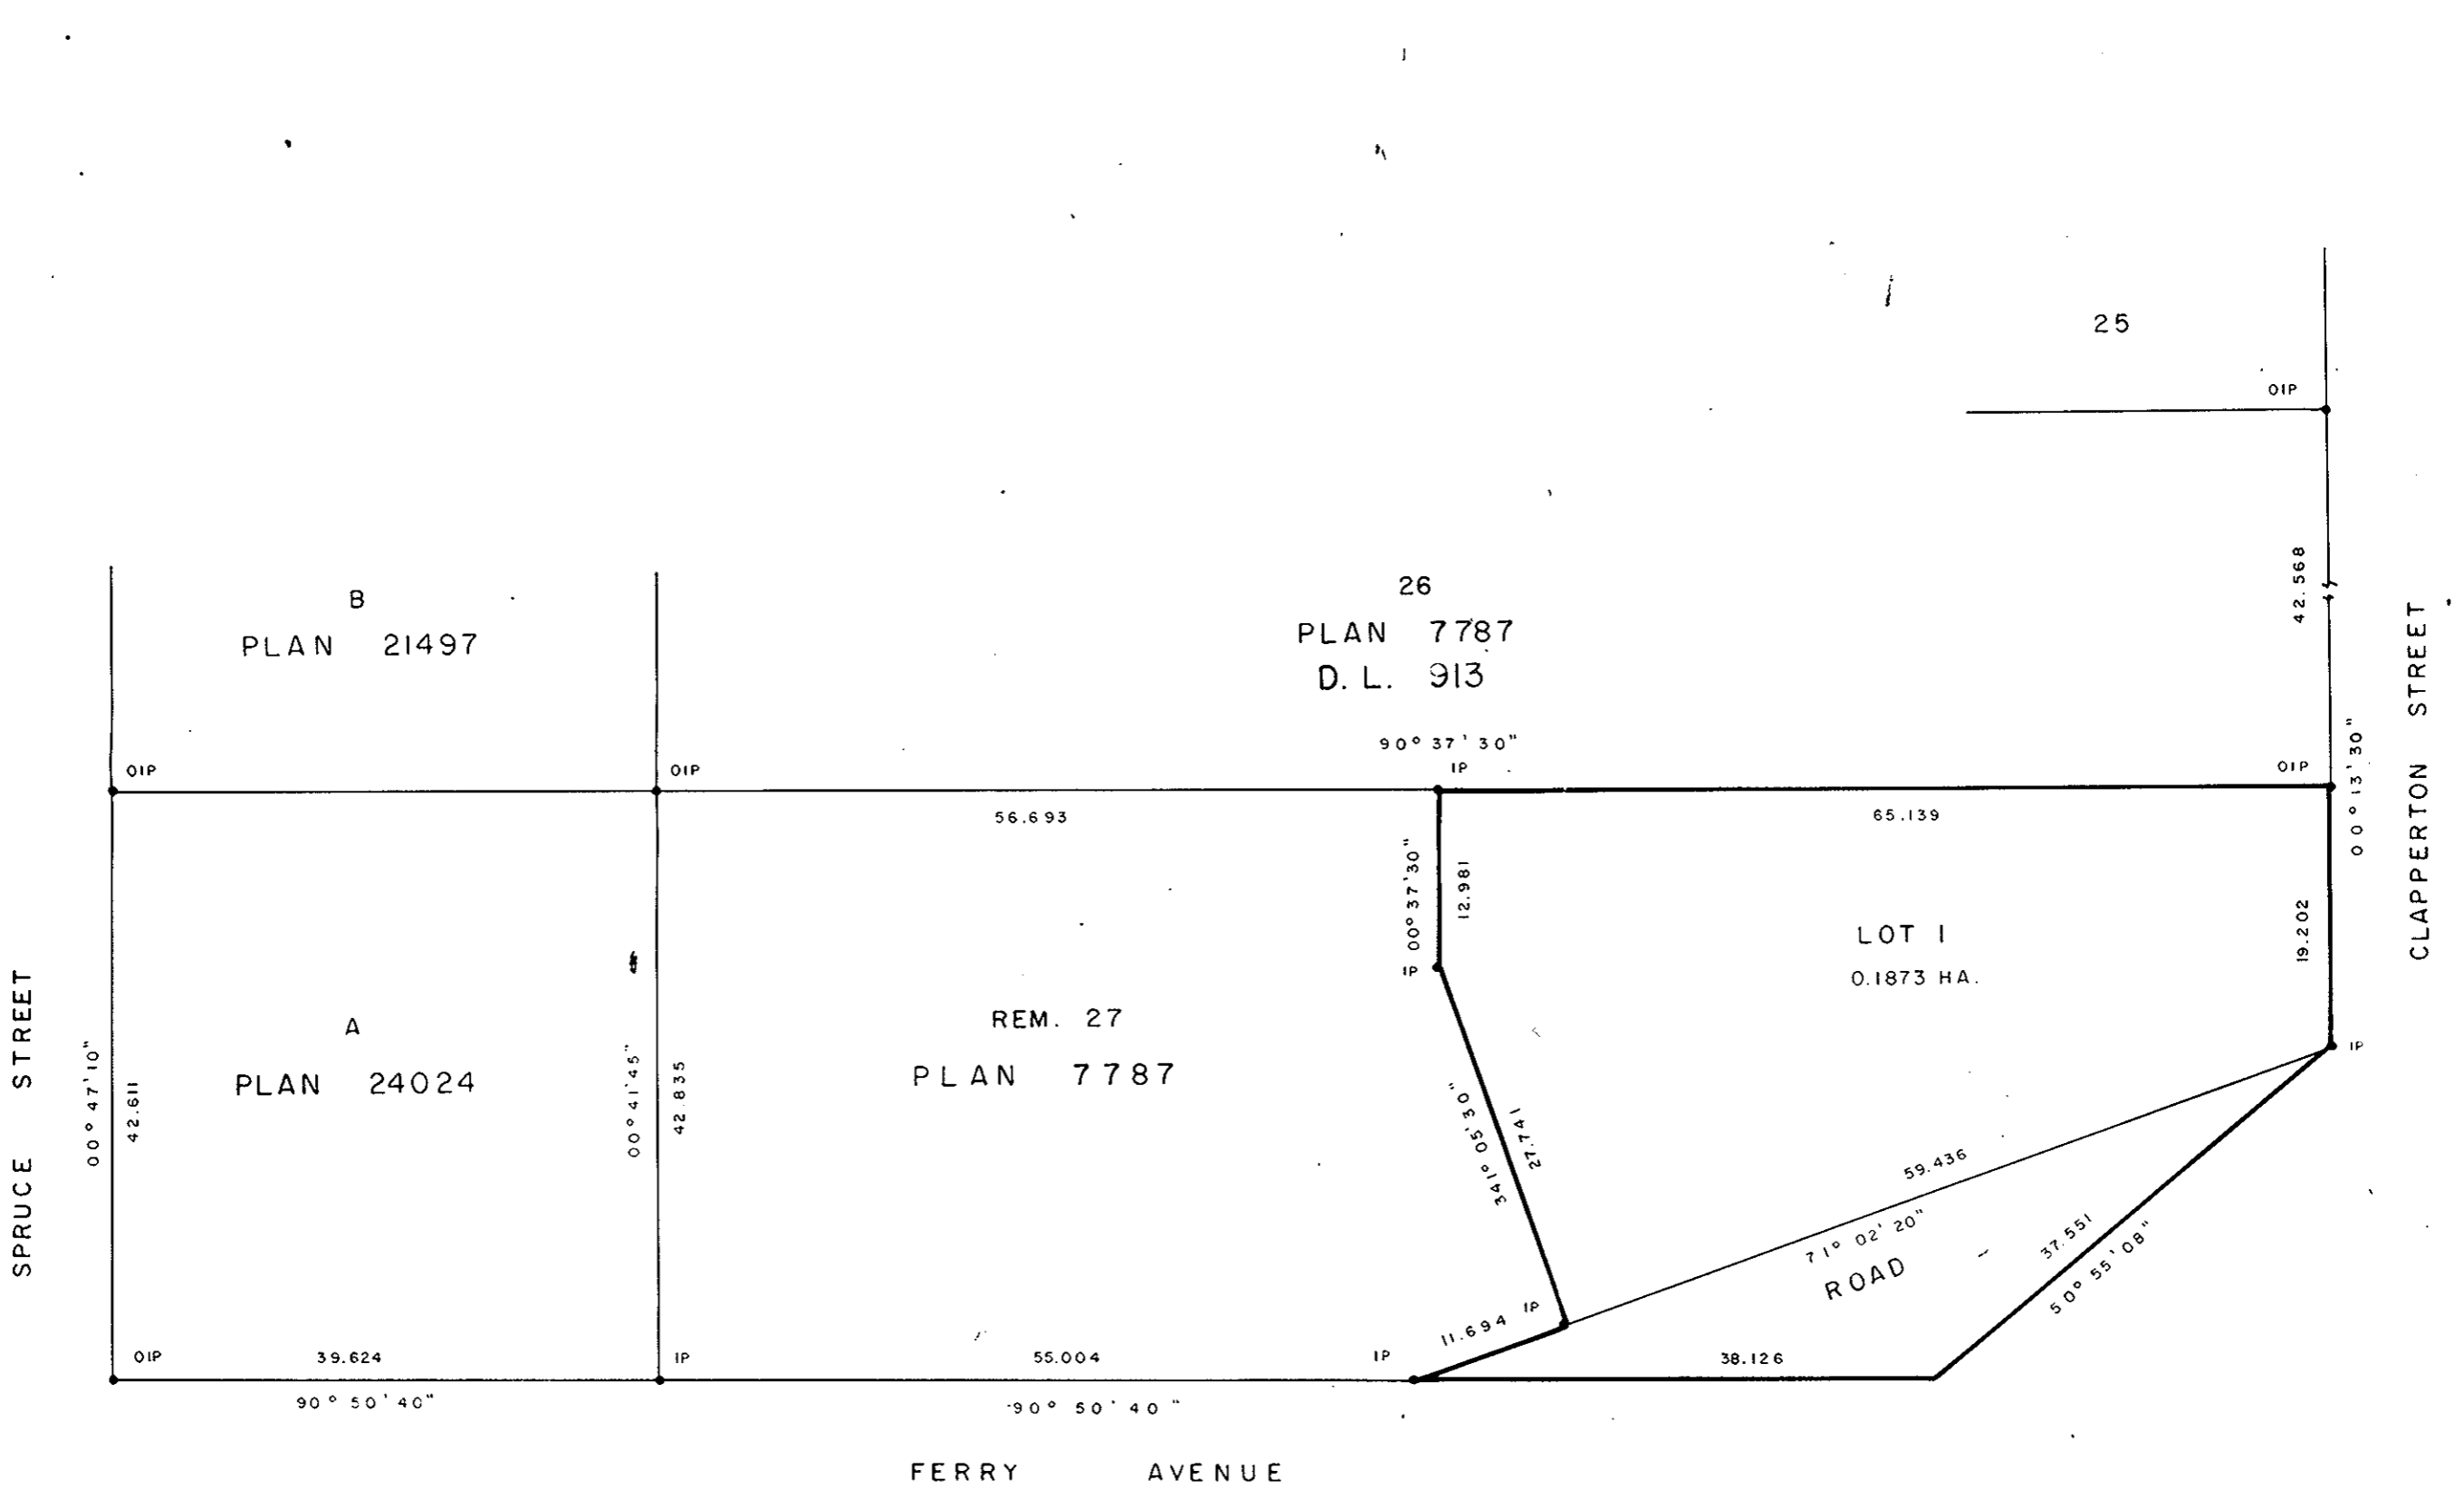 25
OIP
42.568
B
PLAN 21497
26
PLAN 7787
D. L. 913
90° 37' 30"
OIP
OIP
IP
OIP
00° 13' 30"
CLAPPERTON STREET
56.693
65.139
00° 37' 30"
12.981
19.202
LOT 1
0.1873 HA.
IP
IP
SPRUCE STREET
00° 47' 10"
42.611
A
PLAN 24024
00° 41' 45"
42.835
REM. 27
PLAN 7787
341° 05' 30"
27.741
59.436
71° 02' 20"
ROAD
37.551
50° 55' 08"
11.694
IP
OIP
39.624
IP
55.004
IP
38.126
90° 50' 40"
90° 50' 40"
FERRY AVENUE